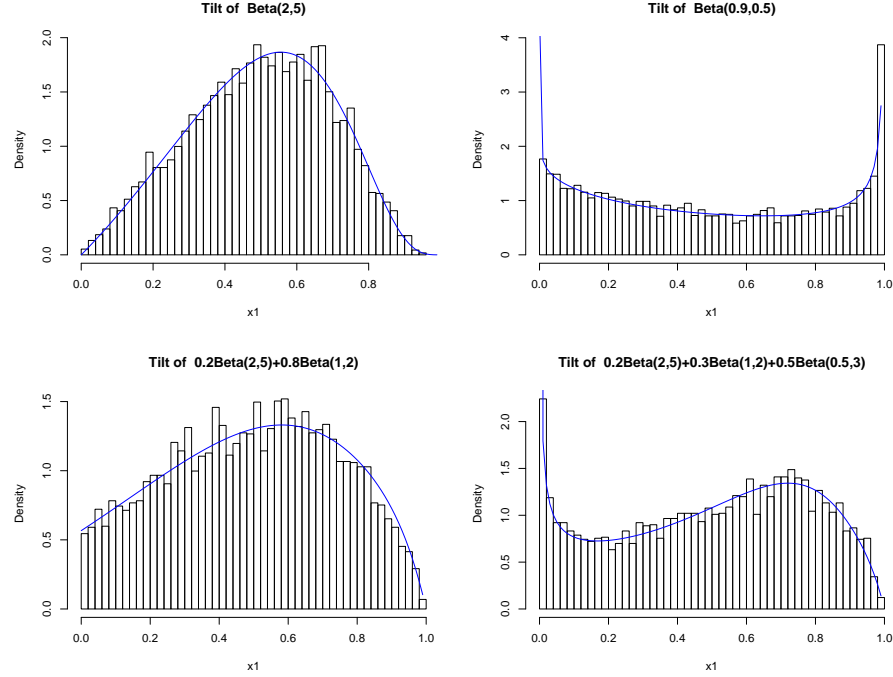 Tilt of Beta(2,5)
Density
0.0 0.5 1.0 1.5 2.0
0.0 0.2 0.4 0.6 0.8
x1
Tilt of Beta(0.9,0.5)
Density
0 1 2 3 4
0.0 0.2 0.4 0.6 0.8 1.0
x1
Tilt of 0.2Beta(2,5)+0.8Beta(1,2)
Density
0.0 0.5 1.0 1.5
0.0 0.2 0.4 0.6 0.8 1.0
x1
Tilt of 0.2Beta(2,5)+0.3Beta(1,2)+0.5Beta(0.5,3)
Density
0.0 0.5 1.0 1.5 2.0
0.0 0.2 0.4 0.6 0.8 1.0
x1